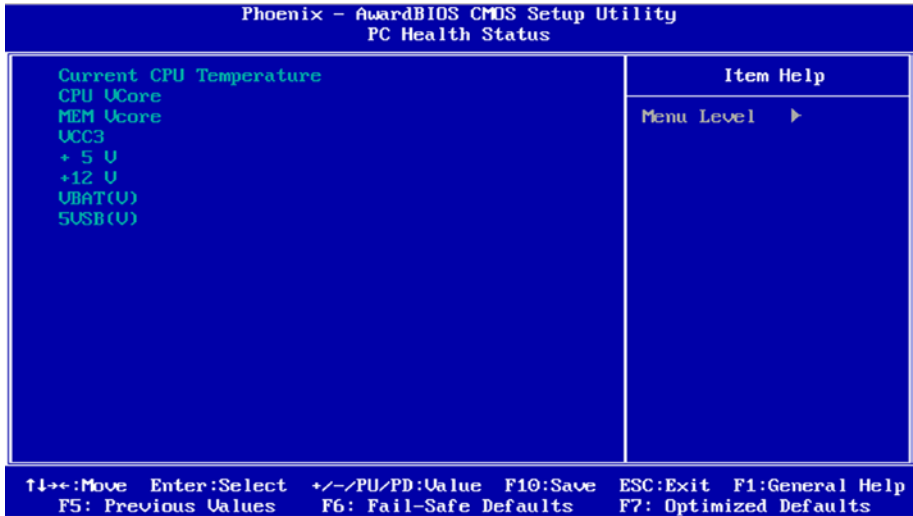 Phoenix - AwardBIOS CMOS Setup Utility
PC Health Status
Current CPU Temperature
CPU VCore
MEM Vcore
VCC3
+ 5 V
+12 V
VBAT(V)
5VSB(V)
Item Help
Menu Level ▶
↑↓→←:Move Enter:Select +/-/PU/PD:Value F10:Save ESC:Exit F1:General Help
F5: Previous Values F6: Fail-Safe Defaults F7: Optimized Defaults